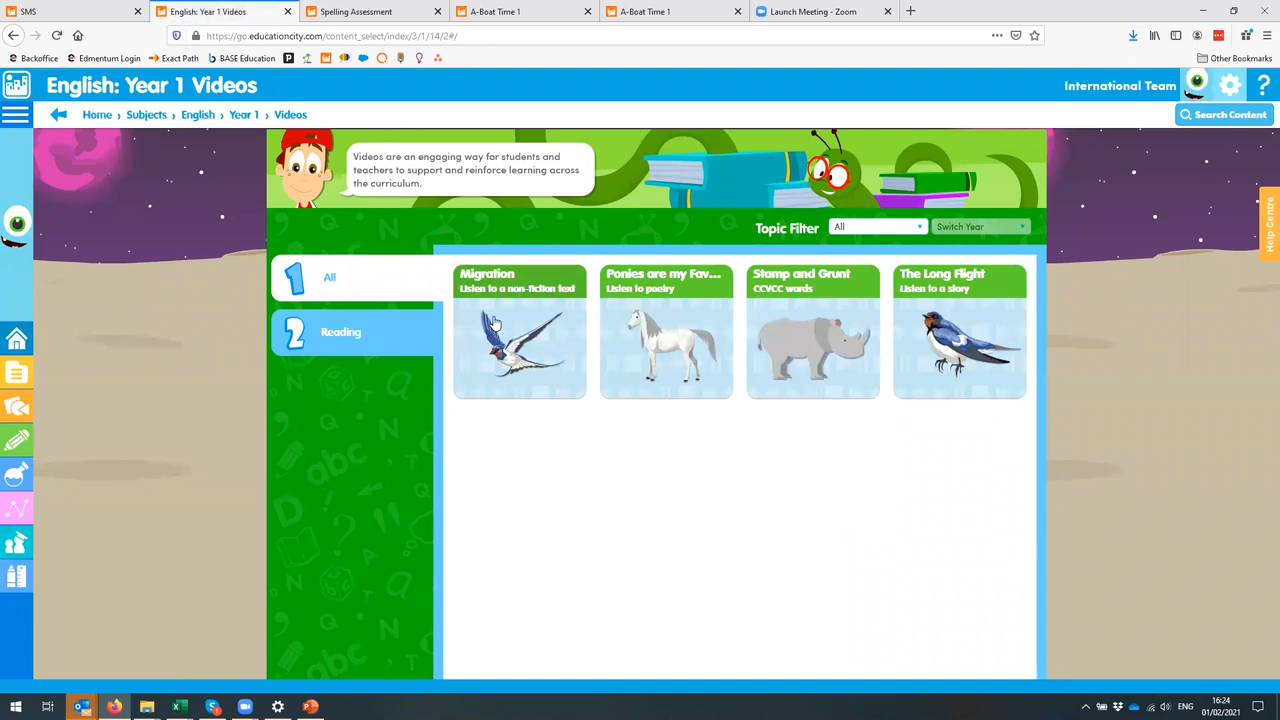 SMS
English: Year 1 Videos
Spelling Assessment
A-Boat Time 1
A-Boat Time 1
Launch Meeting - Zoom
https://go.educationcity.com/content_select/index/3/1/14/2#/
Backoffice
Edmentum Login
Exact Path
BASE Education
Other Bookmarks
English: Year 1 Videos
International Team
Home › Subjects › English › Year 1 › Videos
Search Content
Videos are an engaging way for students and
teachers to support and reinforce learning across
the curriculum.
Topic Filter
All
Switch Year
Help Centre
1 All
2 Reading
Migration
Listen to a non-fiction text
Ponies are my Fav...
Listen to poetry
Stamp and Grunt
CCVCC words
The Long Flight
Listen to a story
abc
abc
ENG
16:24
01/02/2021